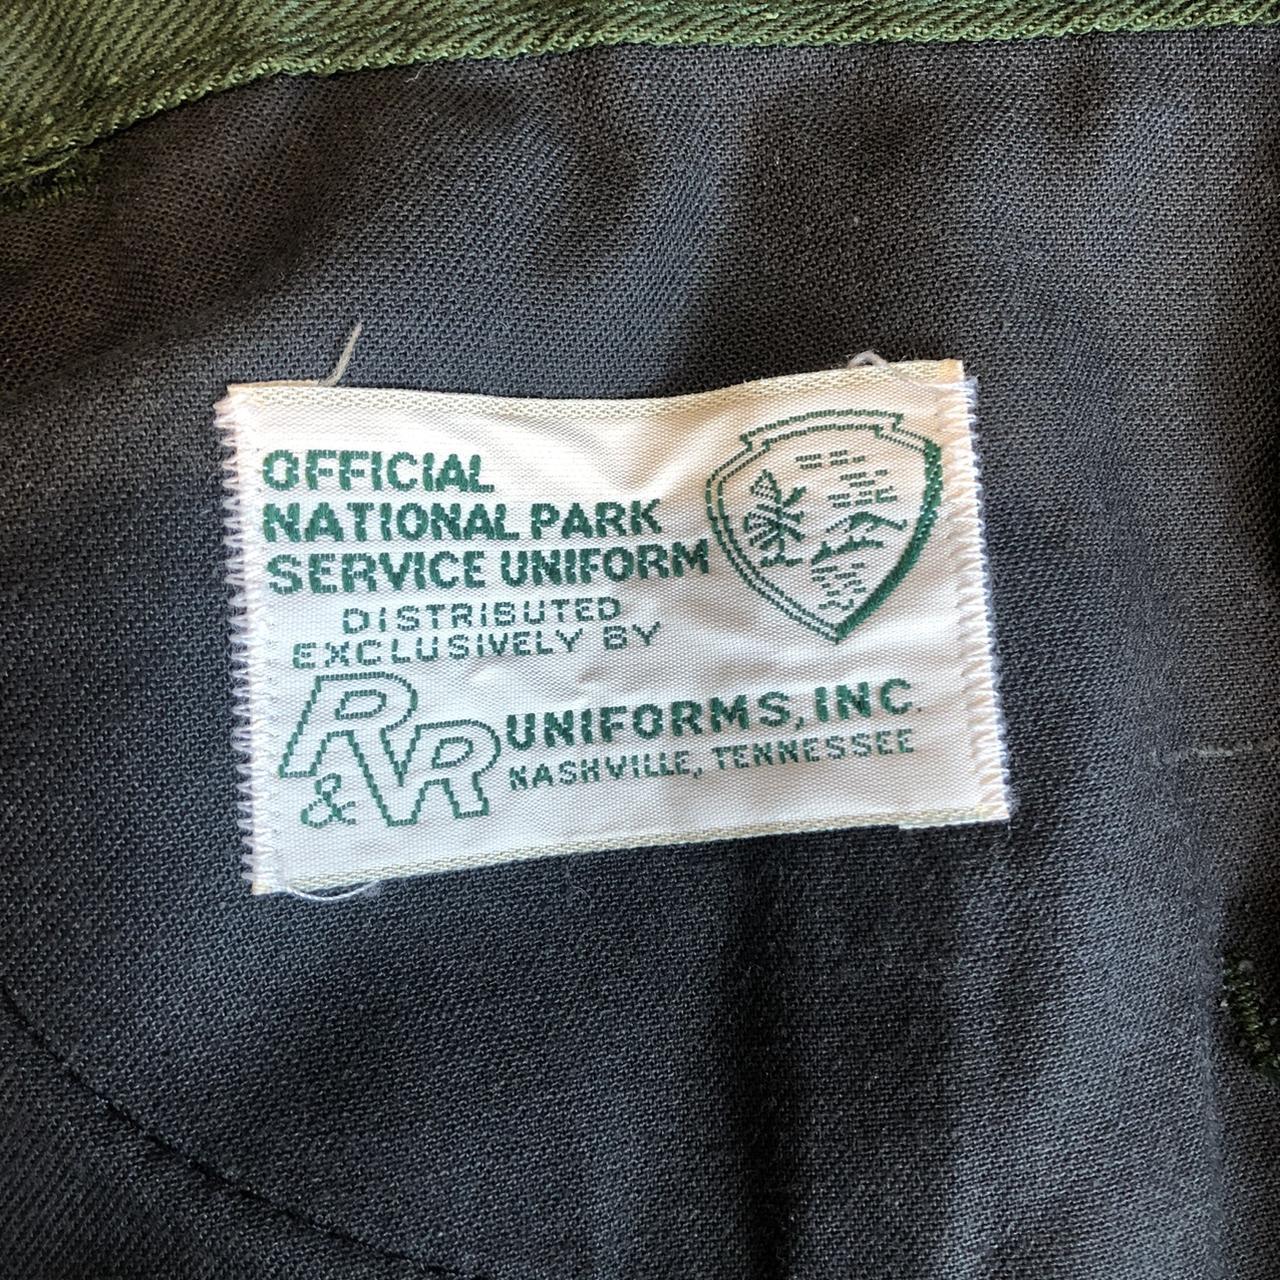 OFFICIAL
NATIONAL PARK
SERVICE UNIFORM
DISTRIBUTED
EXCLUSIVELY BY
R & R UNIFORMS, INC.
NASHVILLE, TENNESSEE